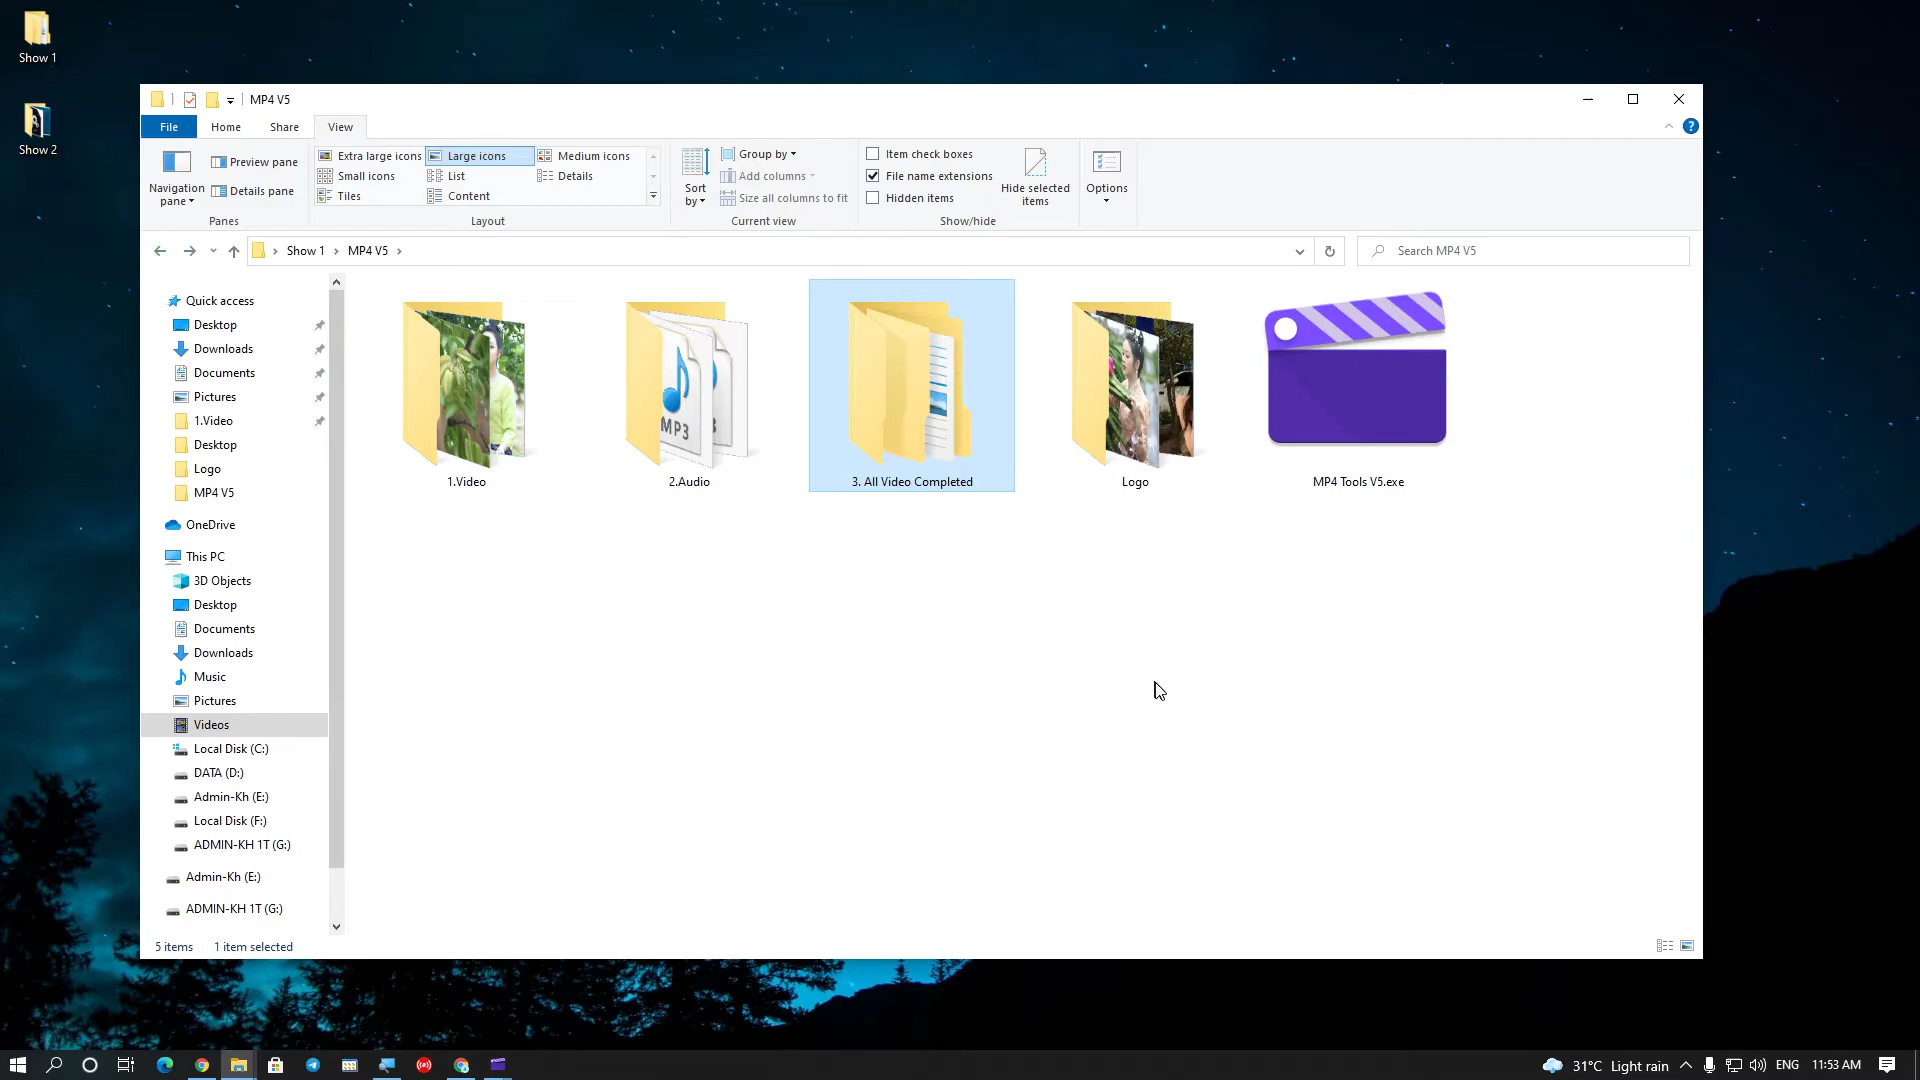 Show 1
Show 2
MP4 V5
File
Home
Share
View
Navigation
pane
Preview pane
Details pane
Panes
Extra large icons
Large icons
Medium icons
Small icons
List
Details
Tiles
Content
Layout
Sort
by
Group by
Add columns
Size all columns to fit
Current view
Item check boxes
File name extensions
Hidden items
Hide selected
items
Show/hide
Options
Show 1 > MP4 V5 >
Search MP4 V5
Quick access
Desktop
Downloads
Documents
Pictures
1.Video
Desktop
Logo
MP4 V5
OneDrive
This PC
3D Objects
Desktop
Documents
Downloads
Music
Pictures
Videos
Local Disk (C:)
DATA (D:)
Admin-Kh (E:)
Local Disk (F:)
ADMIN-KH 1T (G:)
Admin-Kh (E:)
ADMIN-KH 1T (G:)
MP3
1.Video
2.Audio
3. All Video Completed
Logo
MP4 Tools V5.exe
5 items
1 item selected
31°C Light rain
ENG
11:53 AM